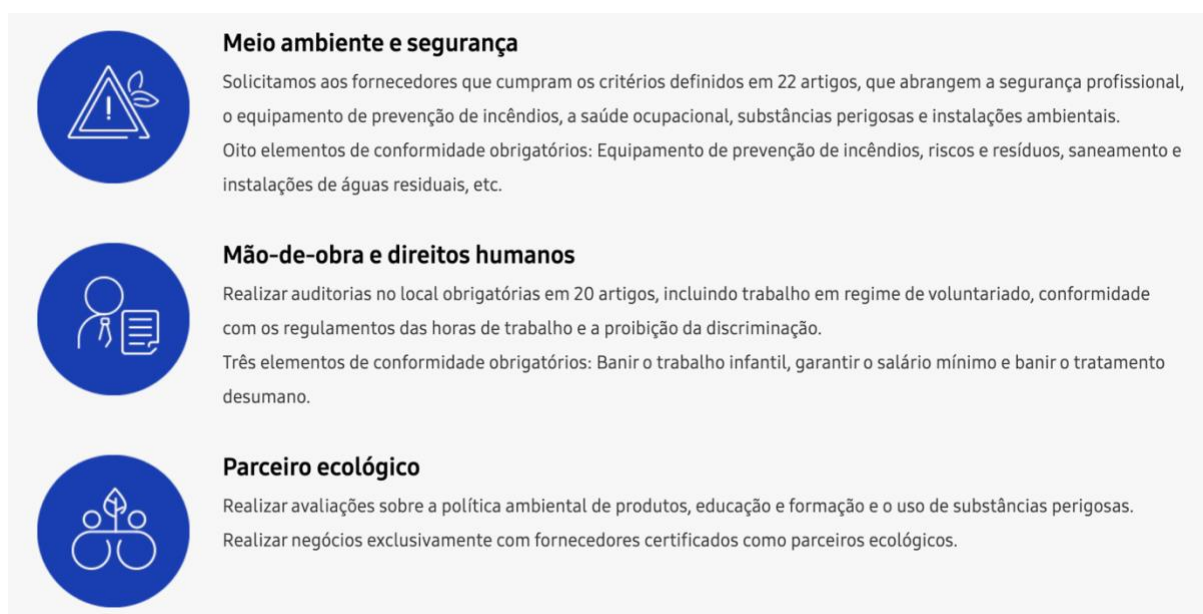 Meio ambiente e segurança
Solicitamos aos fornecedores que cumpram os critérios definidos em 22 artigos, que abrangem a segurança profissional,
o equipamento de prevenção de incêndios, a saúde ocupacional, substâncias perigosas e instalações ambientais.
Oito elementos de conformidade obrigatórios: Equipamento de prevenção de incêndios, riscos e resíduos, saneamento e
instalações de águas residuais, etc.
Mão-de-obra e direitos humanos
Realizar auditorias no local obrigatórias em 20 artigos, incluindo trabalho em regime de voluntariado, conformidade
com os regulamentos das horas de trabalho e a proibição da discriminação.
Três elementos de conformidade obrigatórios: Banir o trabalho infantil, garantir o salário mínimo e banir o tratamento
desumano.
Parceiro ecológico
Realizar avaliações sobre a política ambiental de produtos, educação e formação e o uso de substâncias perigosas.
Realizar negócios exclusivamente com fornecedores certificados como parceiros ecológicos.